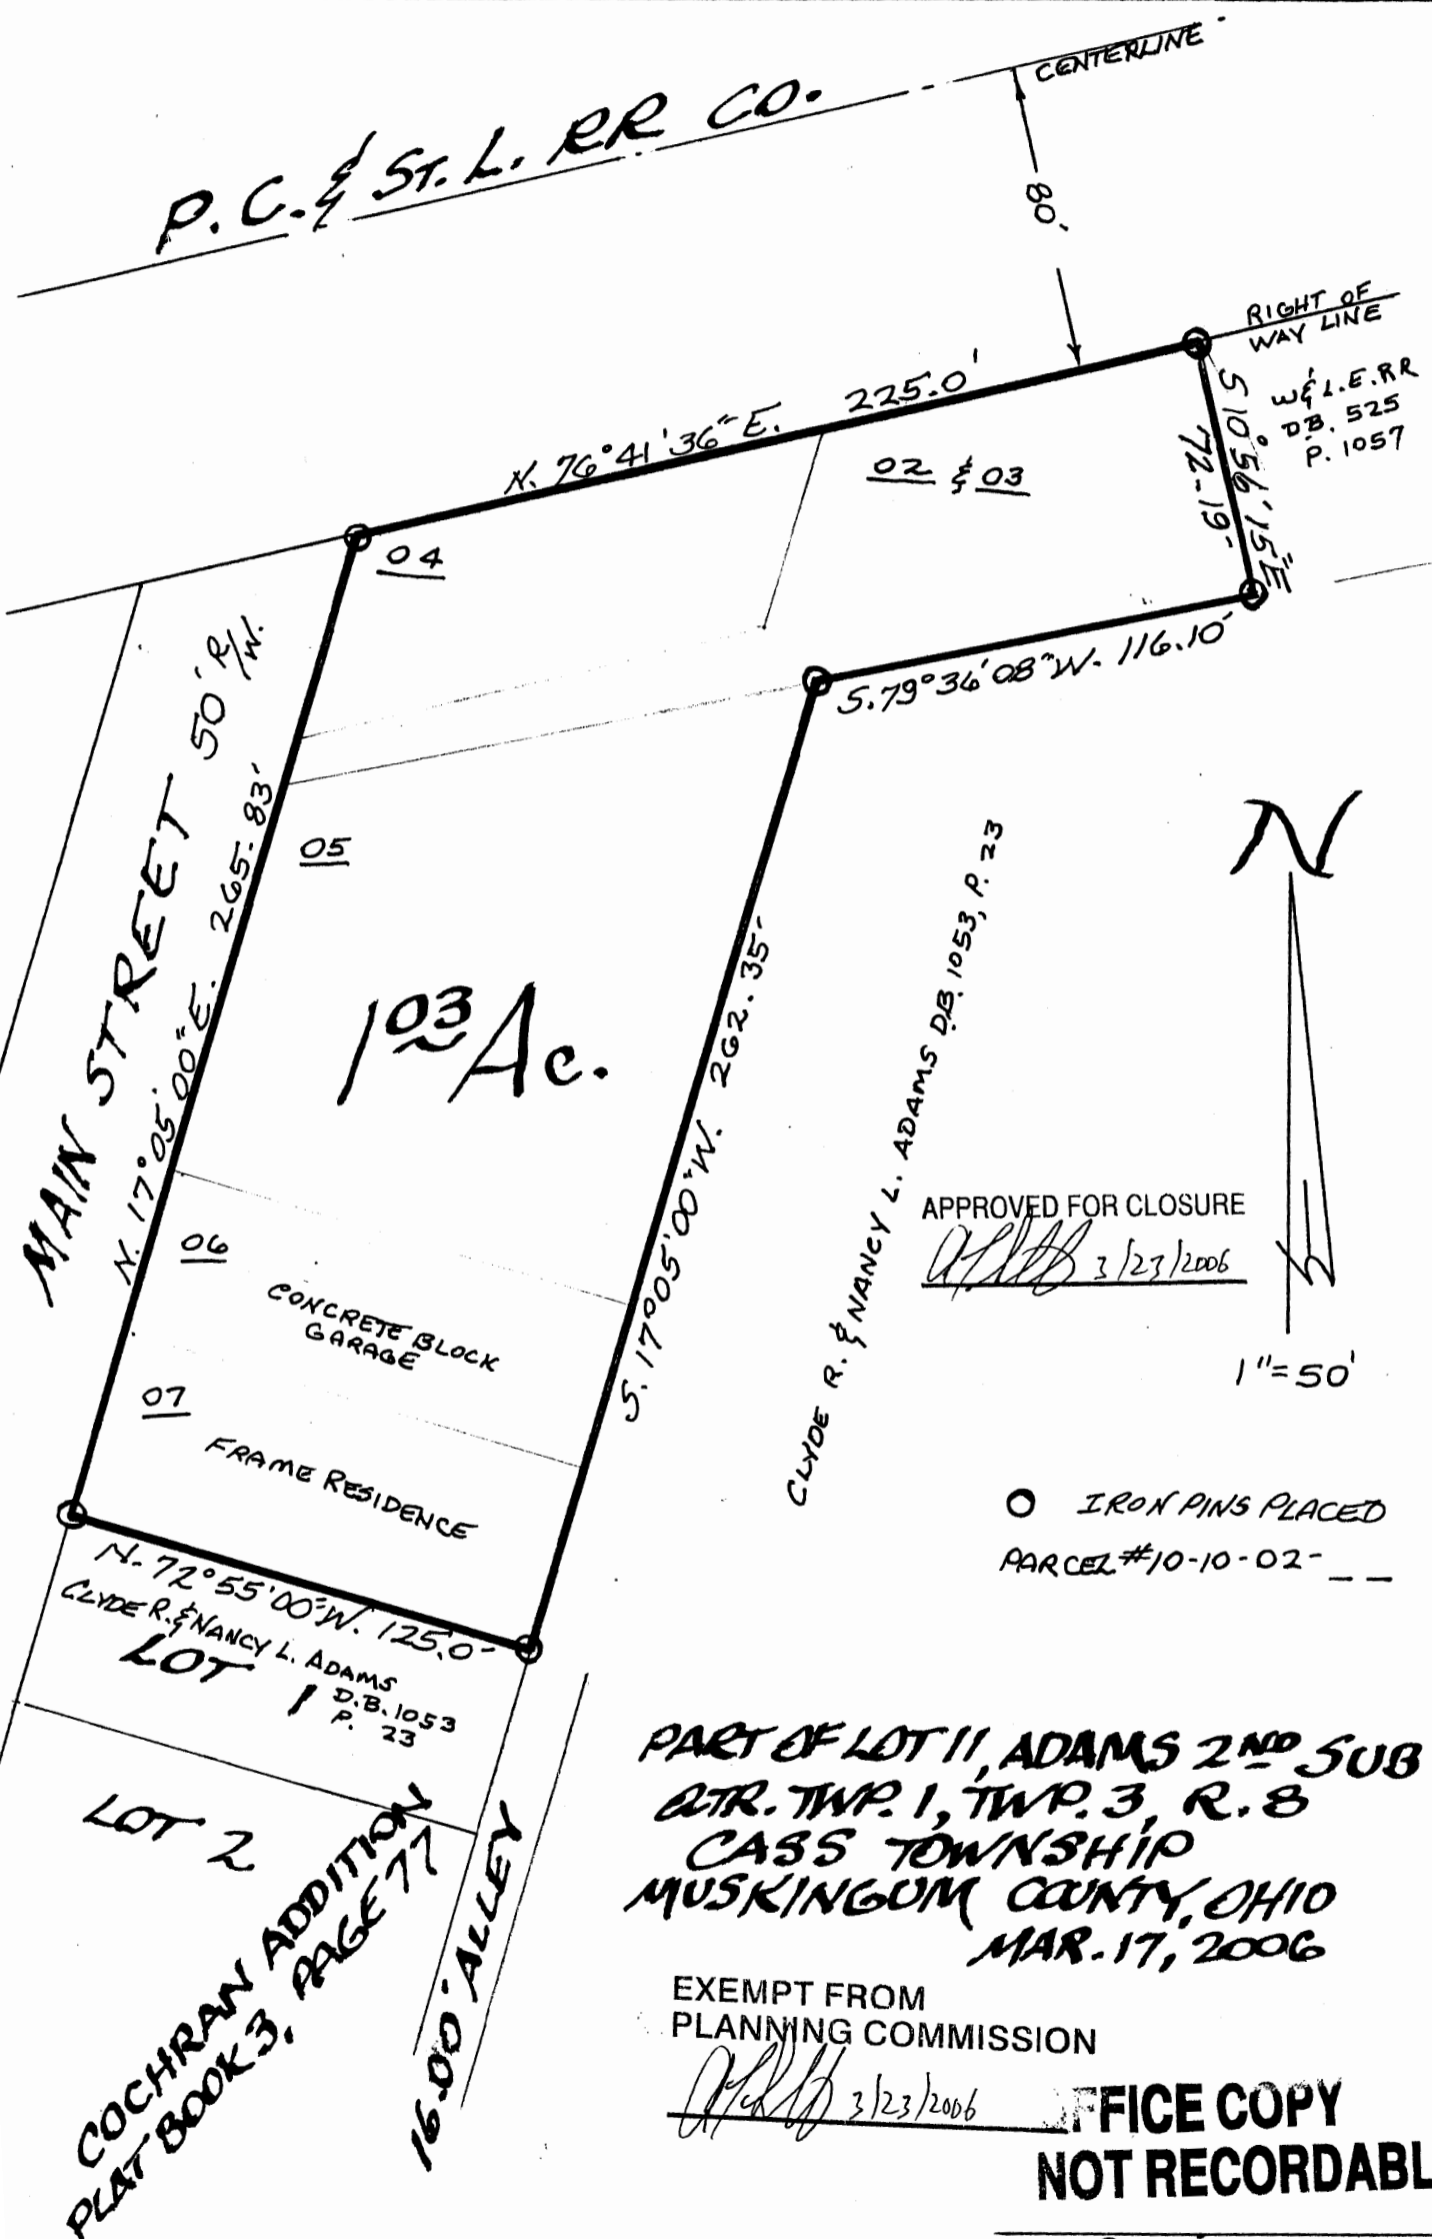 CENTERLINE
P.C. & ST. L. RR CO.
80'
RIGHT OF
WAY LINE
W & L.E. RR
D.B. 525
P. 1057
N. 76° 41' 36" E. 225.0'
02 & 03
S 10° 56' 15" E
72.19'
04
S. 79° 34' 08" W. 116.10'
MAIN STREET 50' R/W.
N. 17° 05' 00" E. 265.83'
05
1 03 Ac.
S. 17° 05' 00" W. 262.35'
CLYDE R. & NANCY L. ADAMS D.B. 1053, P. 23
N
APPROVED FOR CLOSURE
3/23/2006
1" = 50'
06
CONCRETE BLOCK
GARAGE
07
FRAME RESIDENCE
O IRON PINS PLACED
PARCEL #10-10-02-_ _
N. 72° 55' 00" W. 125.0'
CLYDE R. & NANCY L. ADAMS
LOT 1
D.B. 1053
P. 23
LOT 2
COCHRAN ADDITION
PLAT BOOK 3, PAGE 77
16.00' ALLEY
PART OF LOT 11, ADAMS 2ND SUB
QTR. TWP. 1, TWP. 3, R. 8
CASS TOWNSHIP
MUSKINGUM COUNTY, OHIO
MAR. 17, 2006
EXEMPT FROM
PLANNING COMMISSION
3/23/2006
OFFICE COPY
NOT RECORDABL